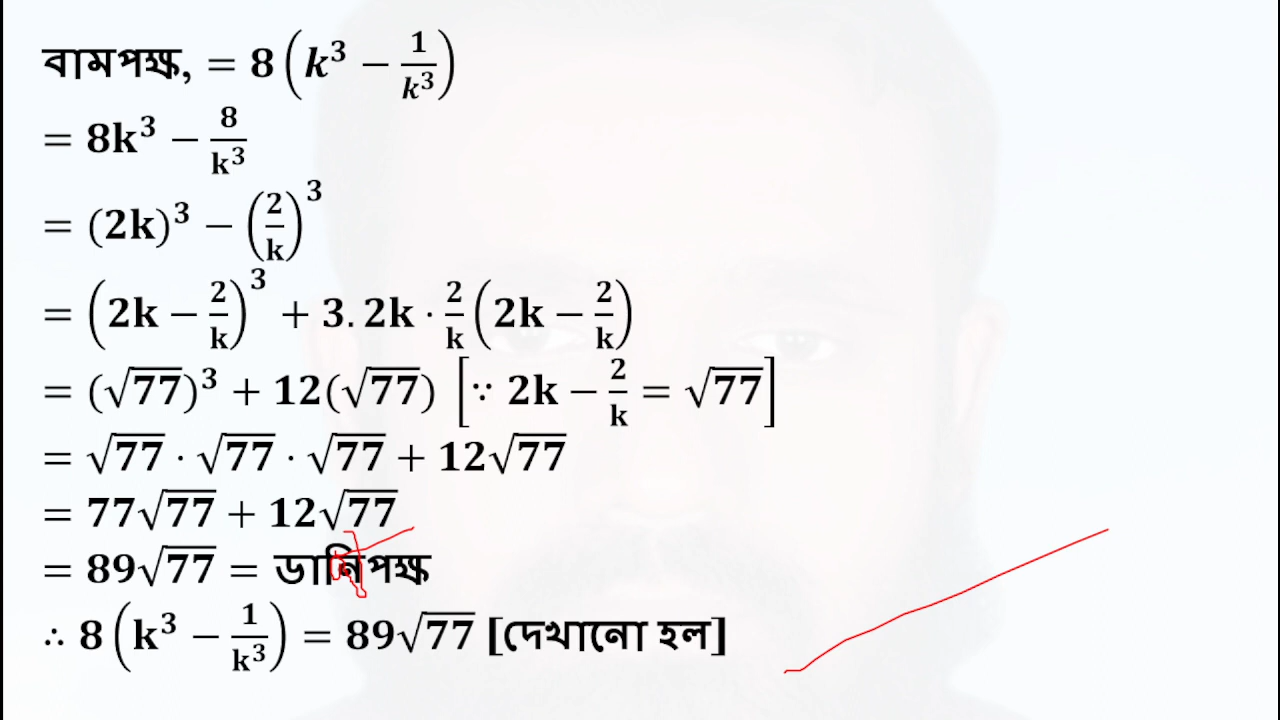 বামপক্ষ, = 8(k³ − 1/k³)
= 8k³ − 8/k³
= (2k)³ − (2/k)³
= (2k − 2/k)³ + 3.2k · 2/k (2k − 2/k)
= (√77)³ + 12(√77) [∵ 2k − 2/k = √77]
= √77 · √77 · √77 + 12√77
= 77√77 + 12√77
= 89√77 = ডানপক্ষ
∴ 8(k³ − 1/k³) = 89√77 [দেখানো হল]